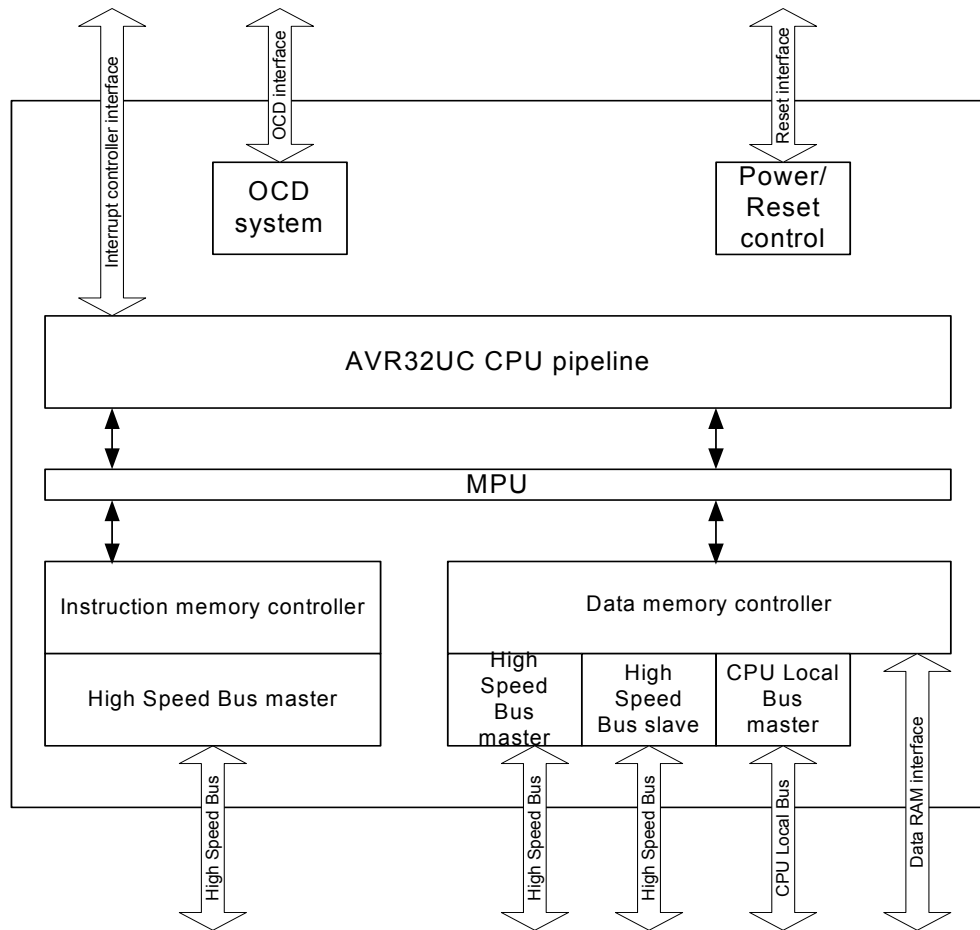 Interrupt controller interface
OCD interface
Reset interface
OCD
system
Power/
Reset
control
AVR32UC CPU pipeline
MPU
Instruction memory controller
Data memory controller
High Speed Bus master
High
Speed
Bus
master
High
Speed
Bus slave
CPU Local
Bus
master
High Speed Bus
High Speed Bus
High Speed Bus
CPU Local Bus
Data RAM interface